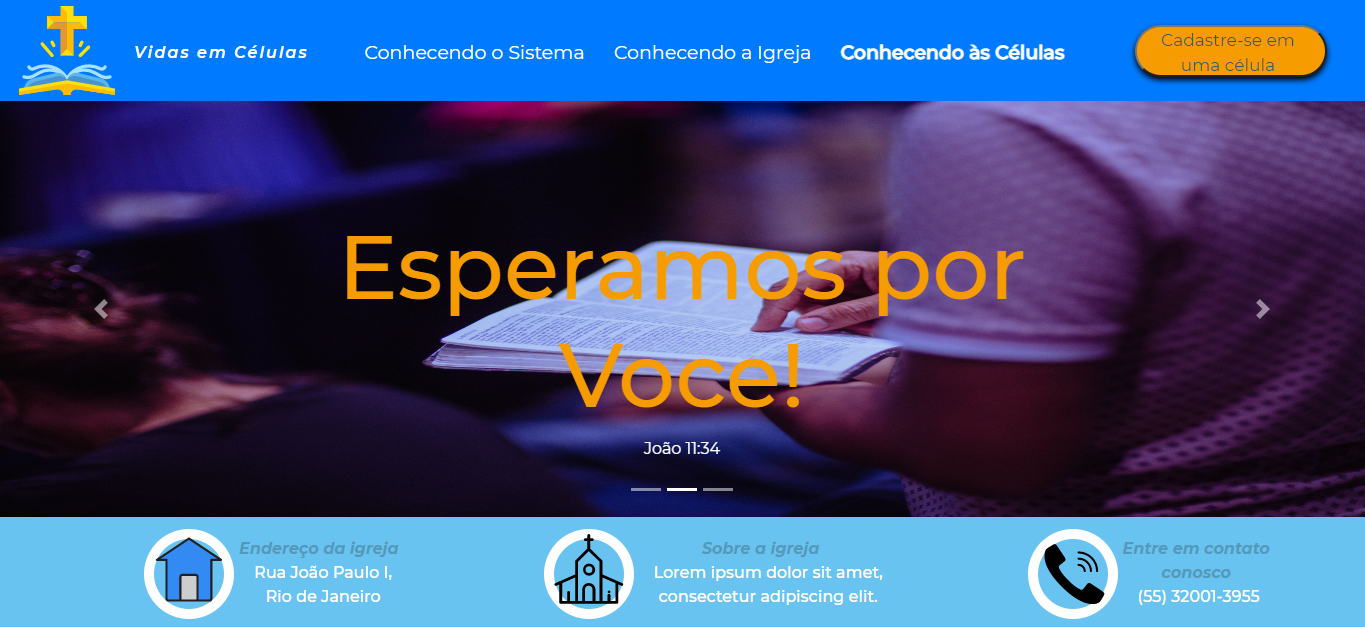 Vidas em Células
Conhecendo o Sistema
Conhecendo a Igreja
Conhecendo às Células
Cadastre-se em
uma célula
Esperamos por
Voce!
João 11:34
Endereço da igreja
Rua João Paulo I,
Rio de Janeiro
Sobre a igreja
Lorem ipsum dolor sit amet,
consectetur adipiscing elit.
Entre em contato
conosco
(55) 32001-3955